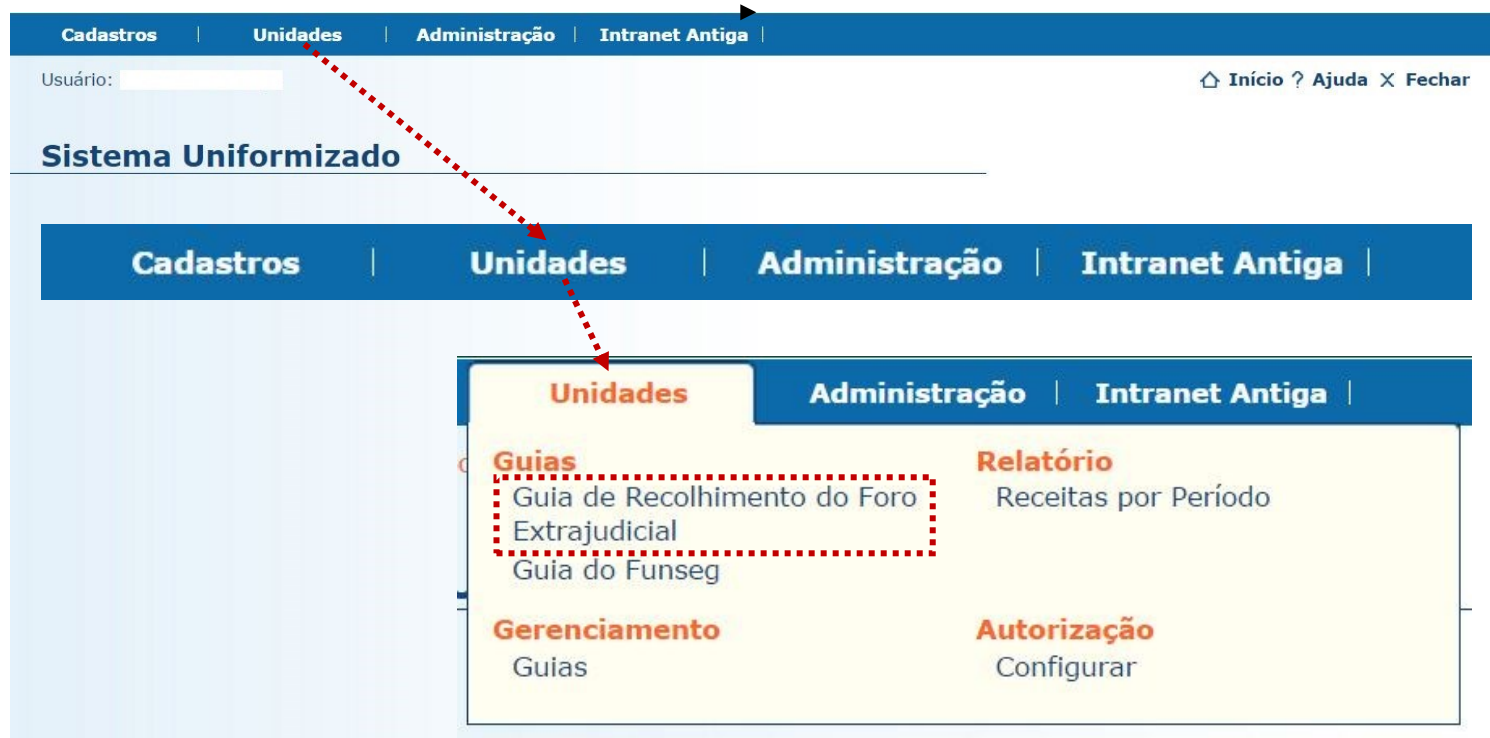 Cadastros | Unidades | Administração | Intranet Antiga |
Usuário:
Início ? Ajuda X Fechar
Sistema Uniformizado
Cadastros | Unidades | Administração | Intranet Antiga |
Unidades Administração | Intranet Antiga |
Guias Relatório
Guia de Recolhimento do Foro Receitas por Período
Extrajudicial
Guia do Funseg
Gerenciamento Autorização
Guias Configurar